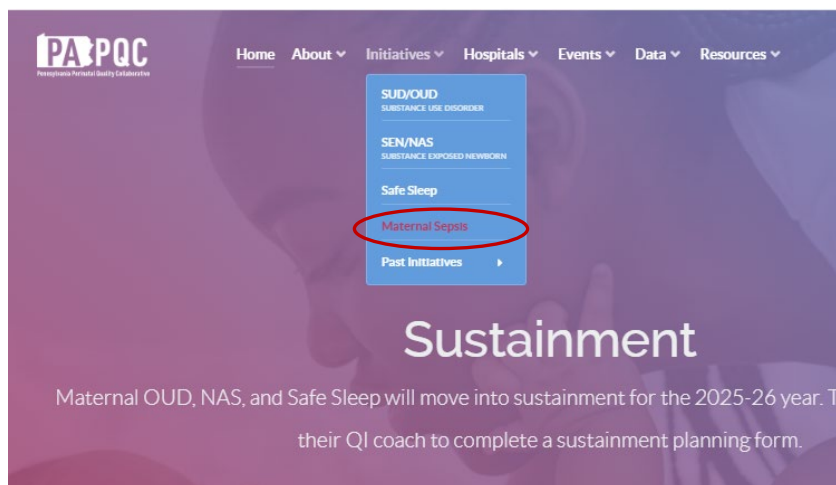 PA PQC
Pennsylvania Perinatal Quality Collaborative
Home About Initiatives Hospitals Events Data Resources
SUD/OUD
SUBSTANCE USE DISORDER
SEN/NAS
SUBSTANCE EXPOSED NEWBORN
Safe Sleep
Maternal Sepsis
Past Initiatives
Sustainment
Maternal OUD, NAS, and Safe Sleep will move into sustainment for the 2025-26 year. T
their QI coach to complete a sustainment planning form.